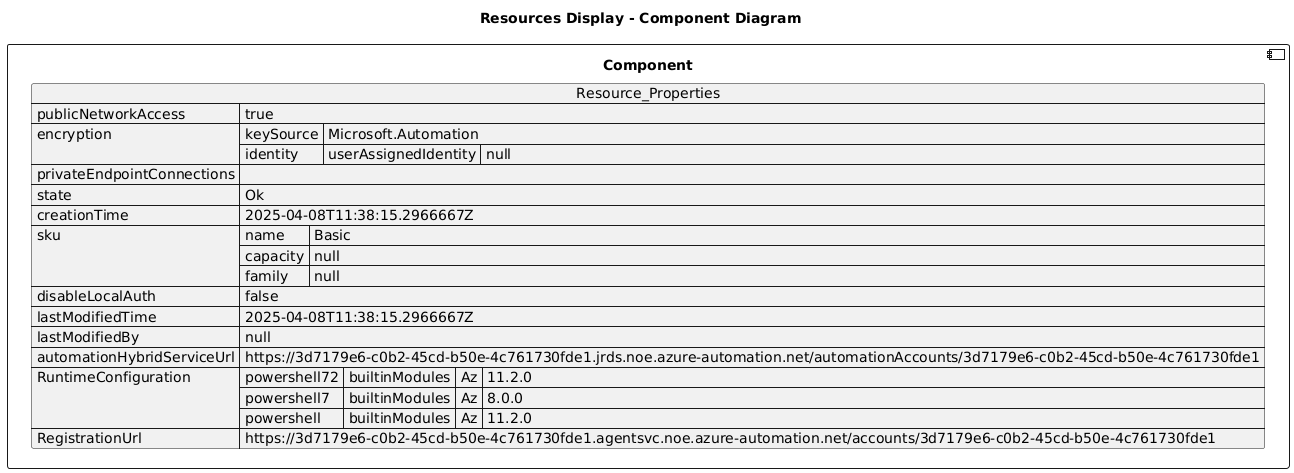 Resources Display - Component Diagram
Component
Resource_Properties
publicNetworkAccess true
encryption keySource Microsoft.Automation
identity userAssignedIdentity null
privateEndpointConnections
state Ok
creationTime 2025-04-08T11:38:15.2966667Z
sku name Basic
capacity null
family null
disableLocalAuth false
lastModifiedTime 2025-04-08T11:38:15.2966667Z
lastModifiedBy null
automationHybridServiceUrl https://3d7179e6-c0b2-45cd-b50e-4c761730fde1.jrds.noe.azure-automation.net/automationAccounts/3d7179e6-c0b2-45cd-b50e-4c761730fde1
RuntimeConfiguration powershell72 builtinModules Az 11.2.0
powershell7 builtinModules Az 8.0.0
powershell builtinModules Az 11.2.0
RegistrationUrl https://3d7179e6-c0b2-45cd-b50e-4c761730fde1.agentsvc.noe.azure-automation.net/accounts/3d7179e6-c0b2-45cd-b50e-4c761730fde1